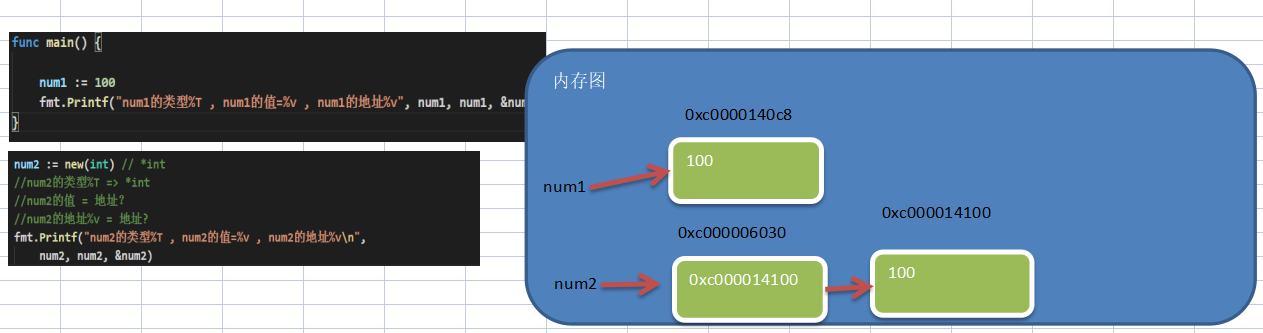 func main() {
num1 := 100
fmt.Printf("num1的类型%T , num1的值=%v , num1的地址%v", num1, num1, &num
}
num2 := new(int) // *int
//num2的类型%T => *int
//num2的值 = 地址?
//num2的地址%v = 地址?
fmt.Printf("num2的类型%T , num2的值=%v , num2的地址%v\n",
num2, num2, &num2)
内存图
0xc0000140c8
100
num1
0xc000014100
0xc000006030
num2
0xc000014100
100